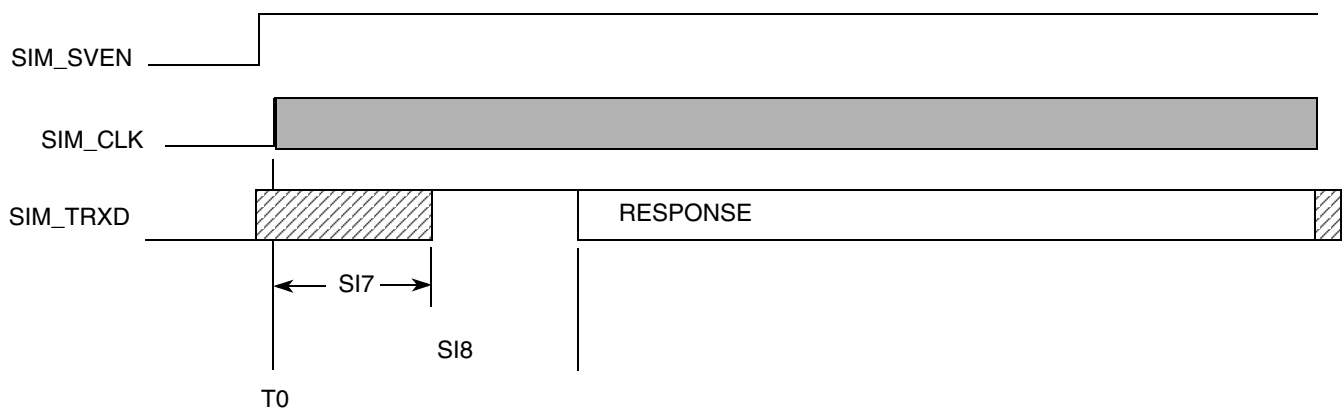 SIM_SVEN
SIM_CLK
SIM_TRXD
RESPONSE
SI7
SI8
T0